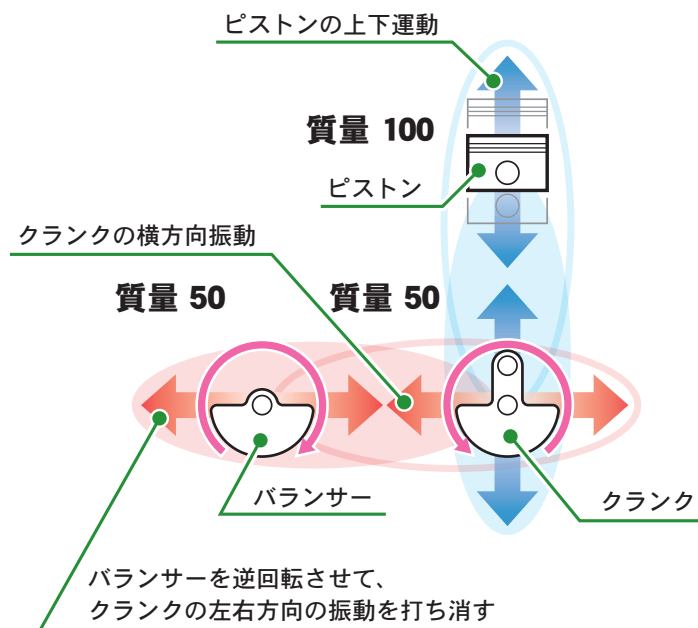 ピストンの上下運動
質量 100
ピストン
クランクの横方向振動
質量 50
質量 50
バランサー
クランク
バランサーを逆回転させて、
クランクの左右方向の振動を打ち消す